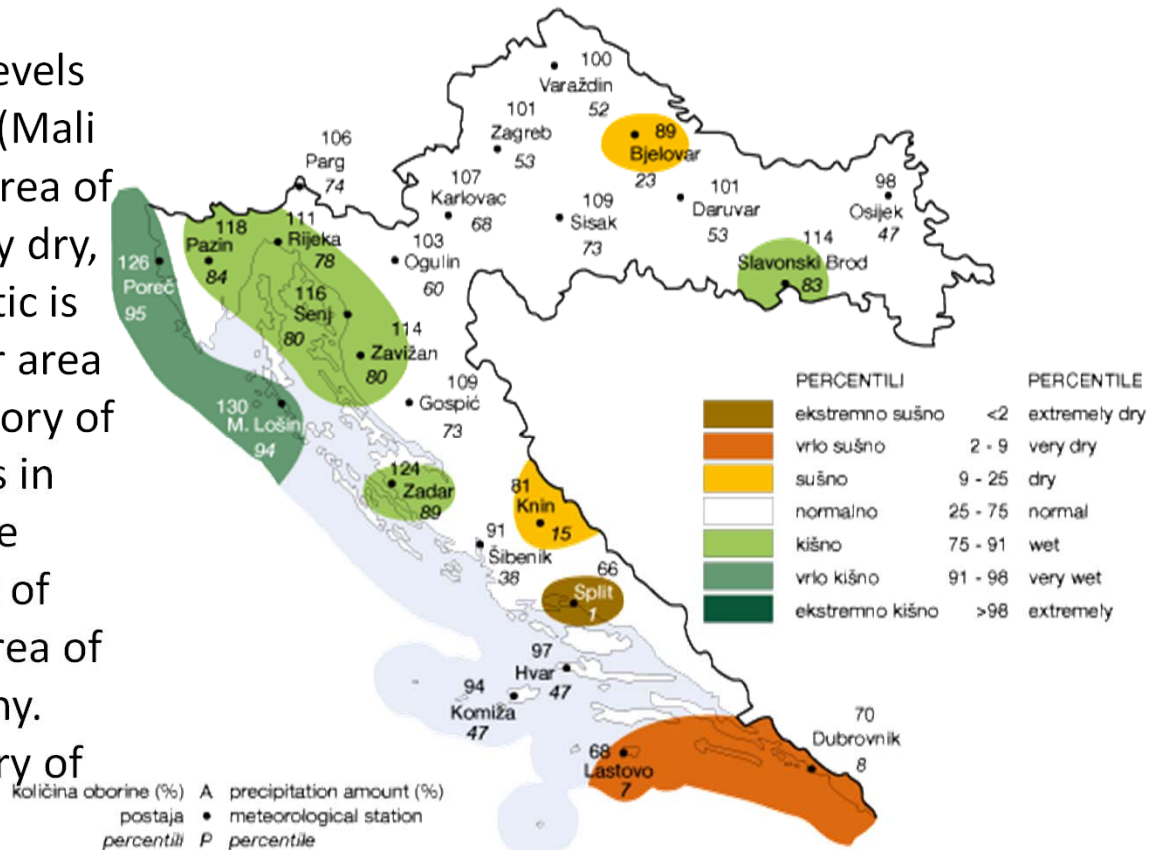 evels
(Mali
rea of
y dry,
tic is
r area
ory of
s in
e
of
rea of
ny.
ry of
100
Varaždin
52
101
Zagreb
53
89
Bjelovar
23
106
Parg
74
107
Karlovac
68
109
Sisak
73
101
Daruvar
53
98
Osijek
47
118
Pazin
84
111
Rijeka
78
103
Ogulin
60
114
Slavonski Brod
83
126
Poreč
95
116
Senj
80
114
Zavižan
80
109
Gospić
73
130
M. Lošin
94
124
Zadar
89
81
Knin
15
91
Šibenik
38
66
Split
1
97
Hvar
47
94
Komiža
47
68
Lastovo
7
70
Dubrovnik
8
PERCENTILI PERCENTILE
ekstremno sušno <2 extremely dry
vrlo sušno 2 - 9 very dry
sušno 9 - 25 dry
normalno 25 - 75 normal
kišno 75 - 91 wet
vrlo kišno 91 - 98 very wet
ekstremno kišno >98 extremely
količina oborine (%) A precipitation amount (%)
postaja • meteorological station
percentili P percentile